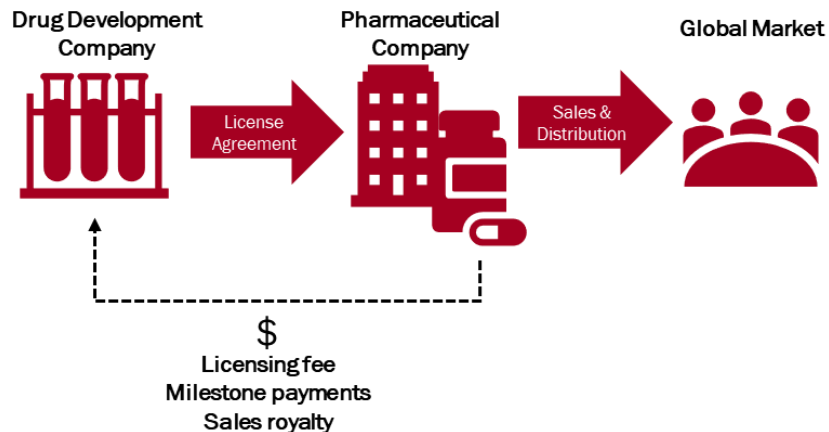 Drug Development
Company
Pharmaceutical
Company
Global Market
License
Agreement
Sales &
Distribution
$
Licensing fee
Milestone payments
Sales royalty